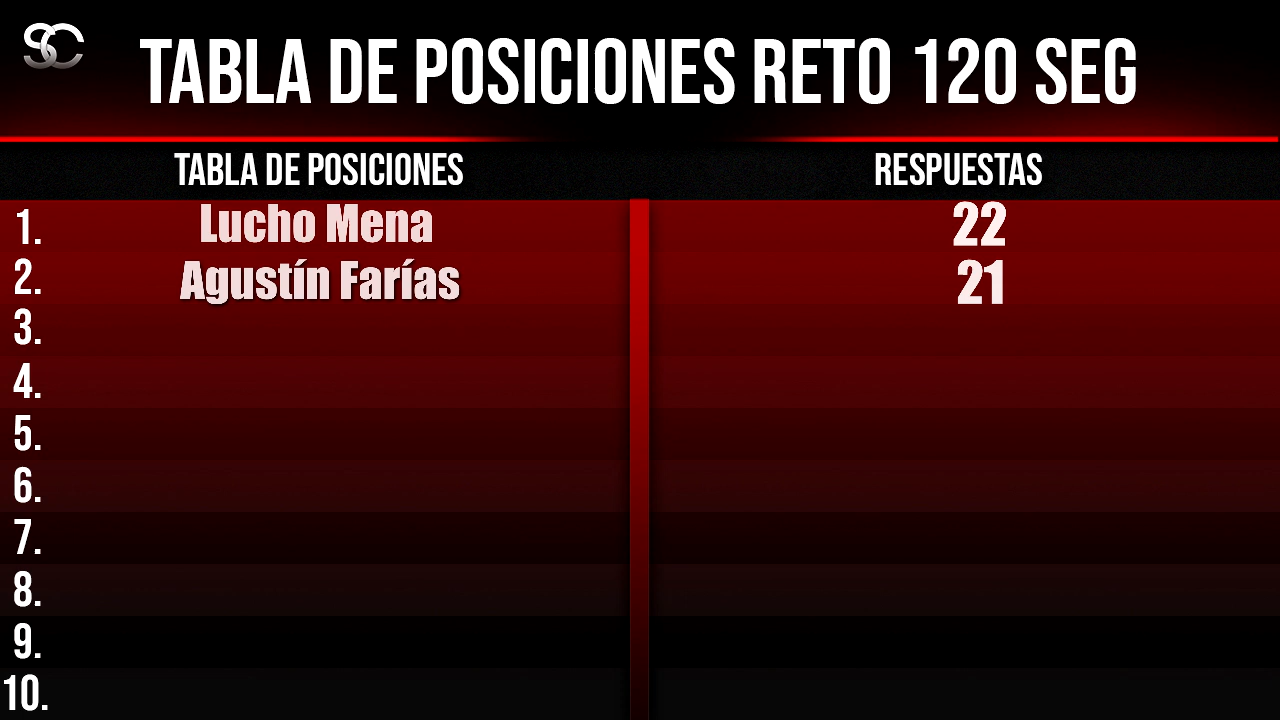 SC
TABLA DE POSICIONES RETO 120 SEG
TABLA DE POSICIONES RESPUESTAS
1. Lucho Mena 22
2. Agustín Farías 21
3.
4.
5.
6.
7.
8.
9.
10.